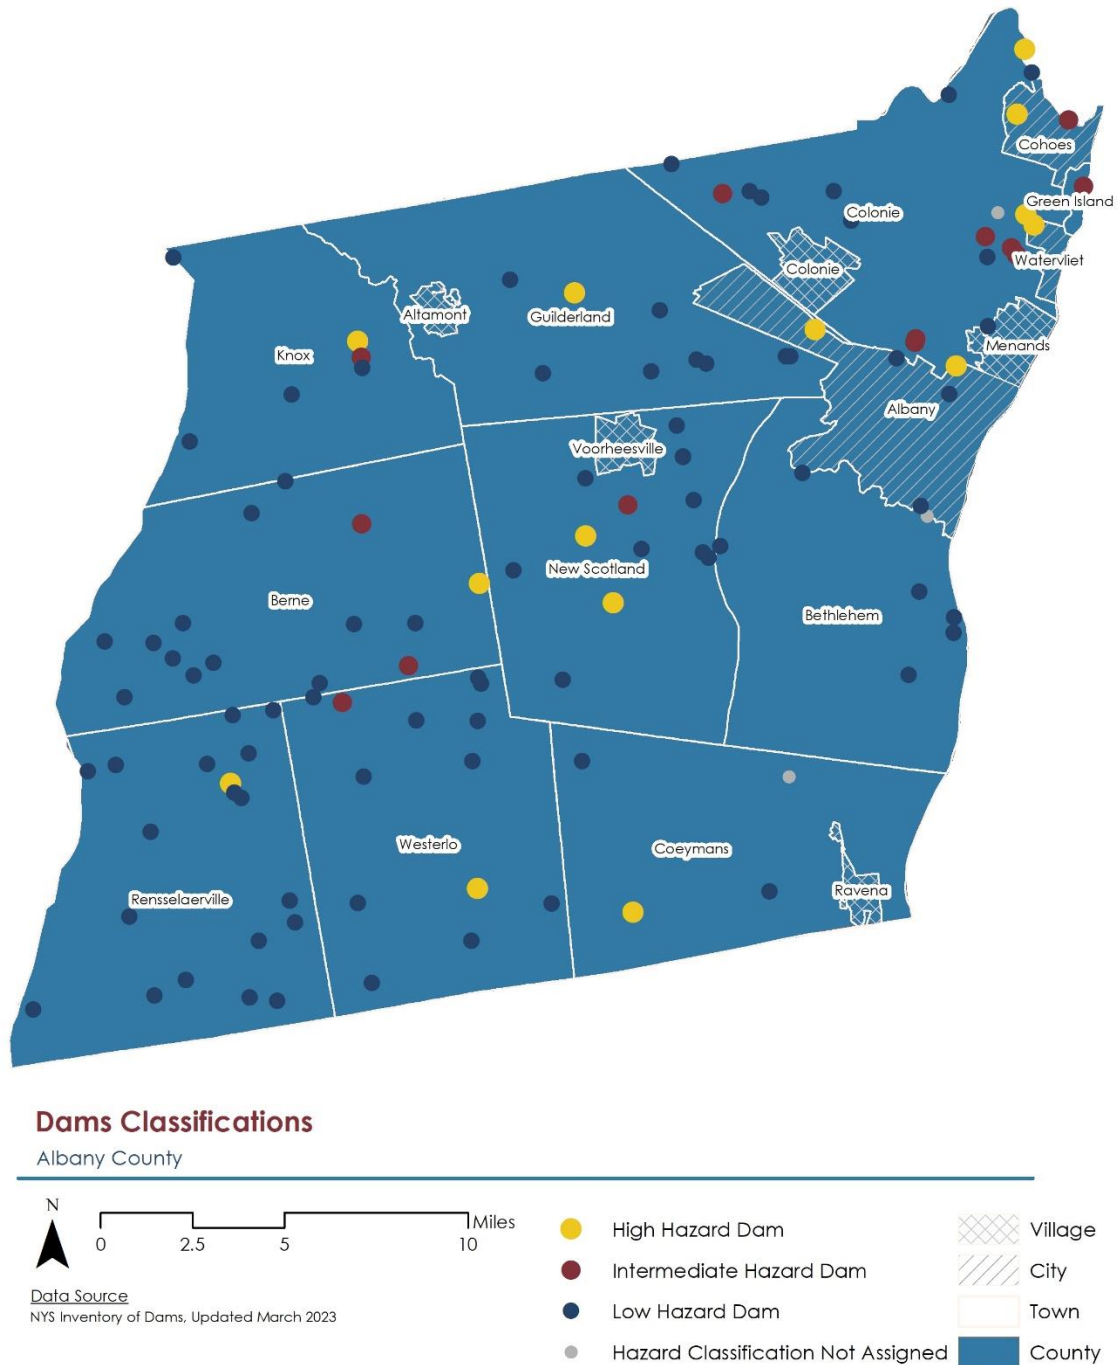 Cohoes
Green Island
Colonie
Watervliet
Colonie
Altamont
Guilderland
Menands
Knox
Albany
Voorheesville
New Scotland
Berne
Bethlehem
Westerlo
Coeymans
Ravena
Rensselaerville
Dams Classifications
Albany County
N
Miles
0 2.5 5 10
Data Source
NYS Inventory of Dams, Updated March 2023
High Hazard Dam
Intermediate Hazard Dam
Low Hazard Dam
Hazard Classification Not Assigned
Village
City
Town
County